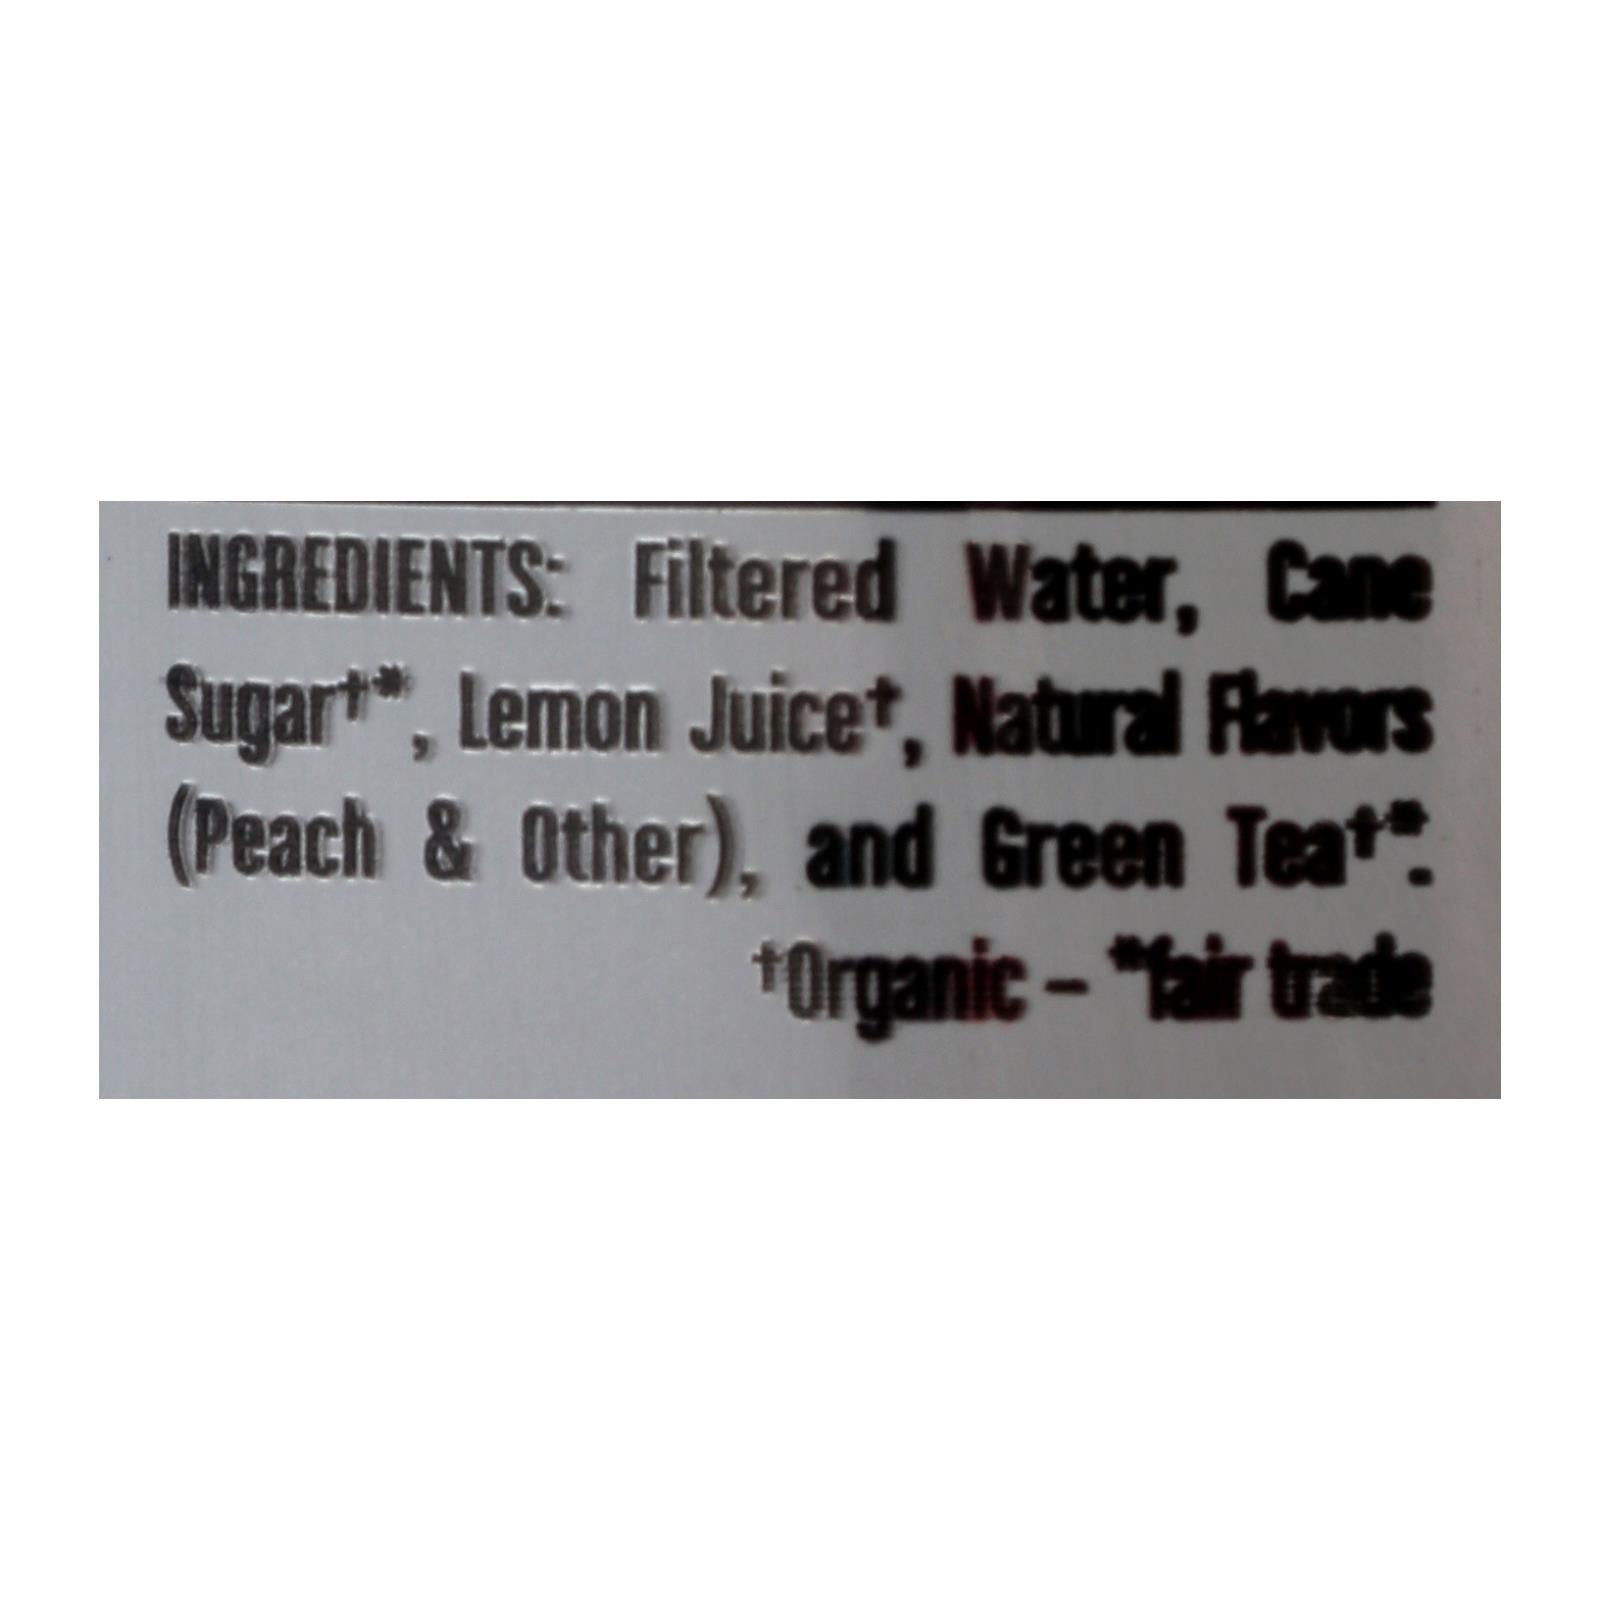 INGREDIENTS: Filtered Water, Cane
Sugar†*, Lemon Juice†, Natural Flavors
(Peach & Other), and Green Tea†*.
†Organic – *fair trade